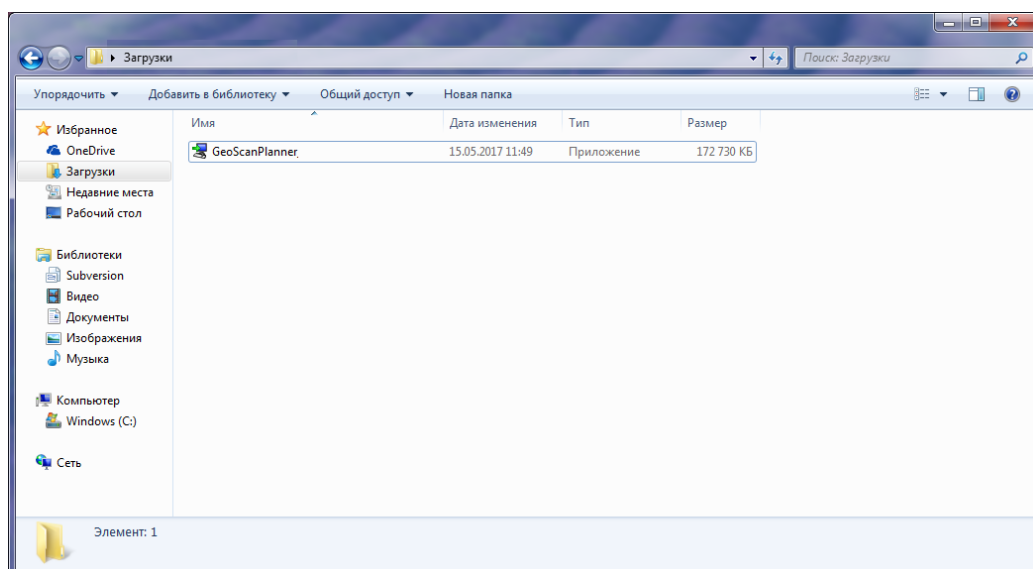 Загрузки
Поиск: Загрузки
Упорядочить Добавить в библиотеку Общий доступ Новая папка
Избранное
OneDrive
Загрузки
Недавние места
Рабочий стол
Библиотеки
Subversion
Видео
Документы
Изображения
Музыка
Компьютер
Windows (C:)
Сеть
Имя Дата изменения Тип Размер
GeoScanPlanner 15.05.2017 11:49 Приложение 172 730 КБ
Элемент: 1